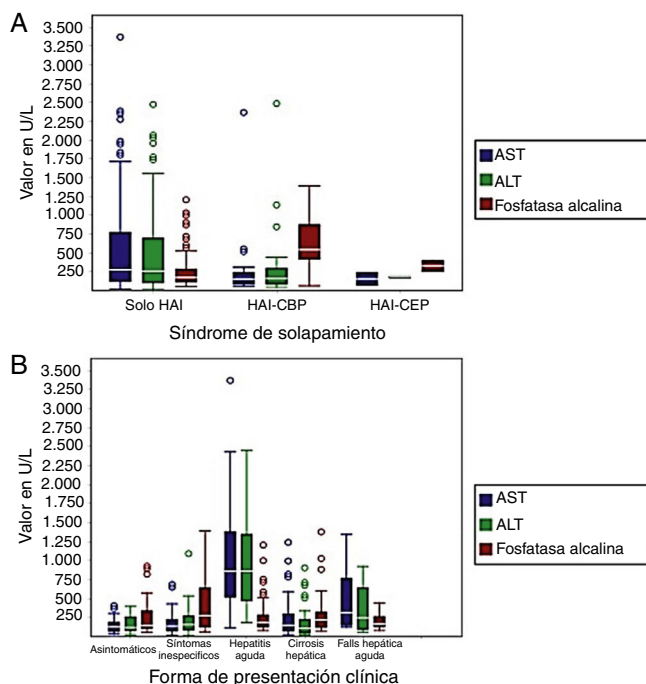 A
3.500
3.250
3.000
2.750
2.500
2.250
2.000
1.750
1.500
1.250
1.000
750
500
250
Valor en U/L
Solo HAI
HAI-CBP
HAI-CEP
Síndrome de solapamiento
AST
ALT
Fosfatasa alcalina
B
3.500
3.250
3.000
2.750
2.500
2.250
2.000
1.750
1.500
1.250
1.000
750
500
250
Valor en U/L
Asintomáticos
Síntomas inespecificos
Hepatitis aguda
Cirrosis hepática
Falls hepática aguda
Forma de presentación clínica
AST
ALT
Fosfatasa alcalina